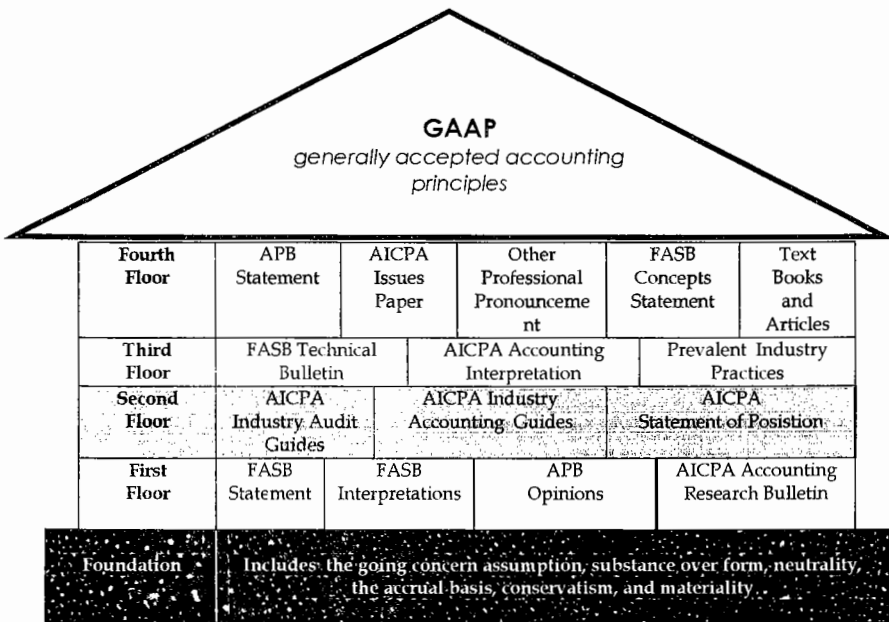 GAAP
generally accepted accounting
principles
Fourth
Floor
APB
Statement
AICPA
Issues
Paper
Other
Professional
Pronounceme
nt
FASB
Concepts
Statement
Text
Books
and
Articles
Third
Floor
FASB Technical
Bulletin
AICPA Accounting
Interpretation
Prevalent Industry
Practices
Second
Floor
AICPA
Industry Audit
Guides
AICPA Industry
Accounting Guides
AICPA
Statement of Posistion
First
Floor
FASB
Statement
FASB
Interpretations
APB
Opinions
AICPA Accounting
Research Bulletin
Foundation
Includes the going concern assumption, substance over form, neutrality,
the accrual basis, conservatism, and materiality